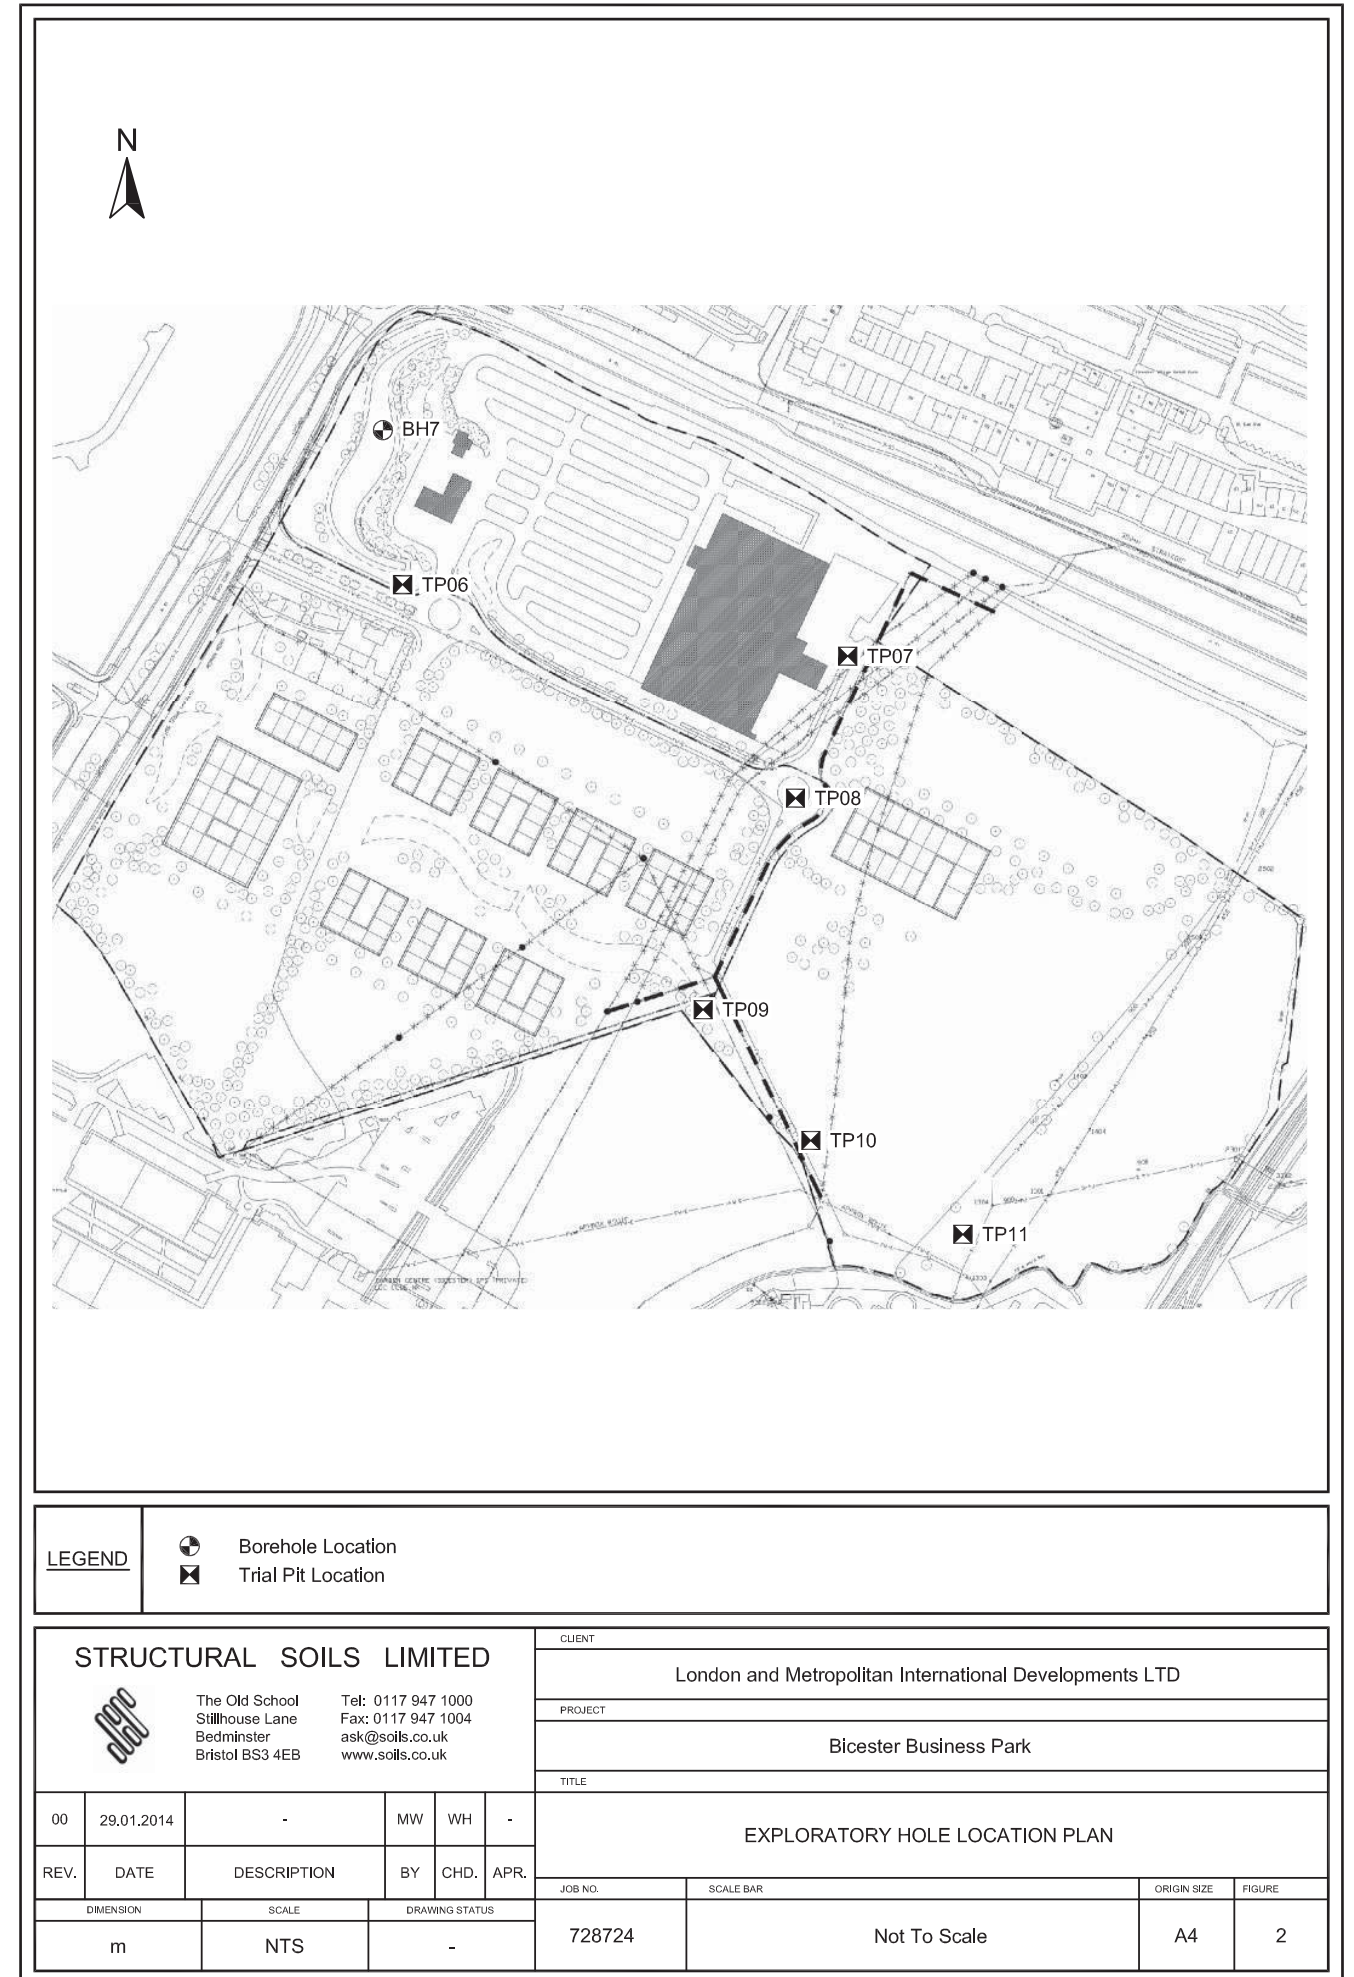 N
BH7
TP06
TP07
TP08
TP09
TP10
TP11
LEGEND
Borehole Location
Trial Pit Location
STRUCTURAL SOILS LIMITED
The Old School
Stillhouse Lane
Bedminster
Bristol BS3 4EB
Tel: 0117 947 1000
Fax: 0117 947 1004
ask@soils.co.uk
www.soils.co.uk
00 29.01.2014 - MW WH -
REV. DATE DESCRIPTION BY CHD. APR.
DIMENSION SCALE DRAWING STATUS
m NTS -
CLIENT
London and Metropolitan International Developments LTD
PROJECT
Bicester Business Park
TITLE
EXPLORATORY HOLE LOCATION PLAN
JOB NO. SCALE BAR ORIGIN SIZE FIGURE
728724 Not To Scale A4 2